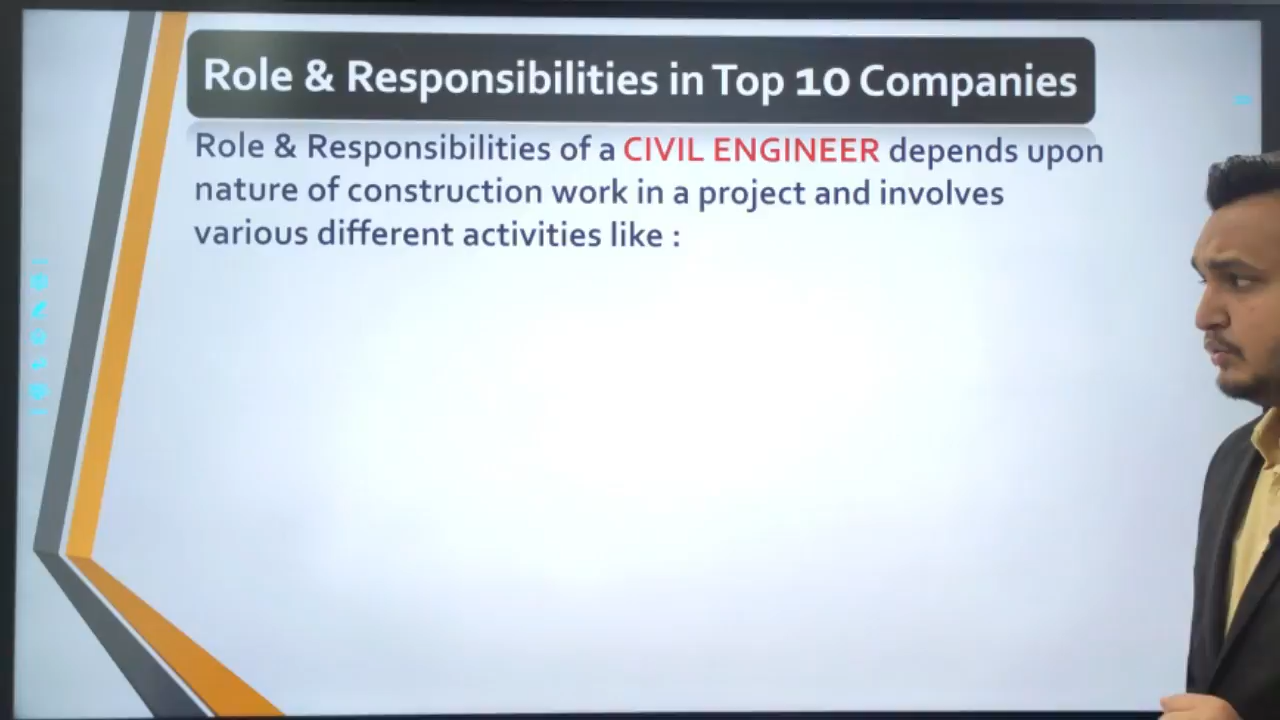 Role & Responsibilities in Top 10 Companies
Role & Responsibilities of a CIVIL ENGINEER depends upon
nature of construction work in a project and involves
various different activities like :